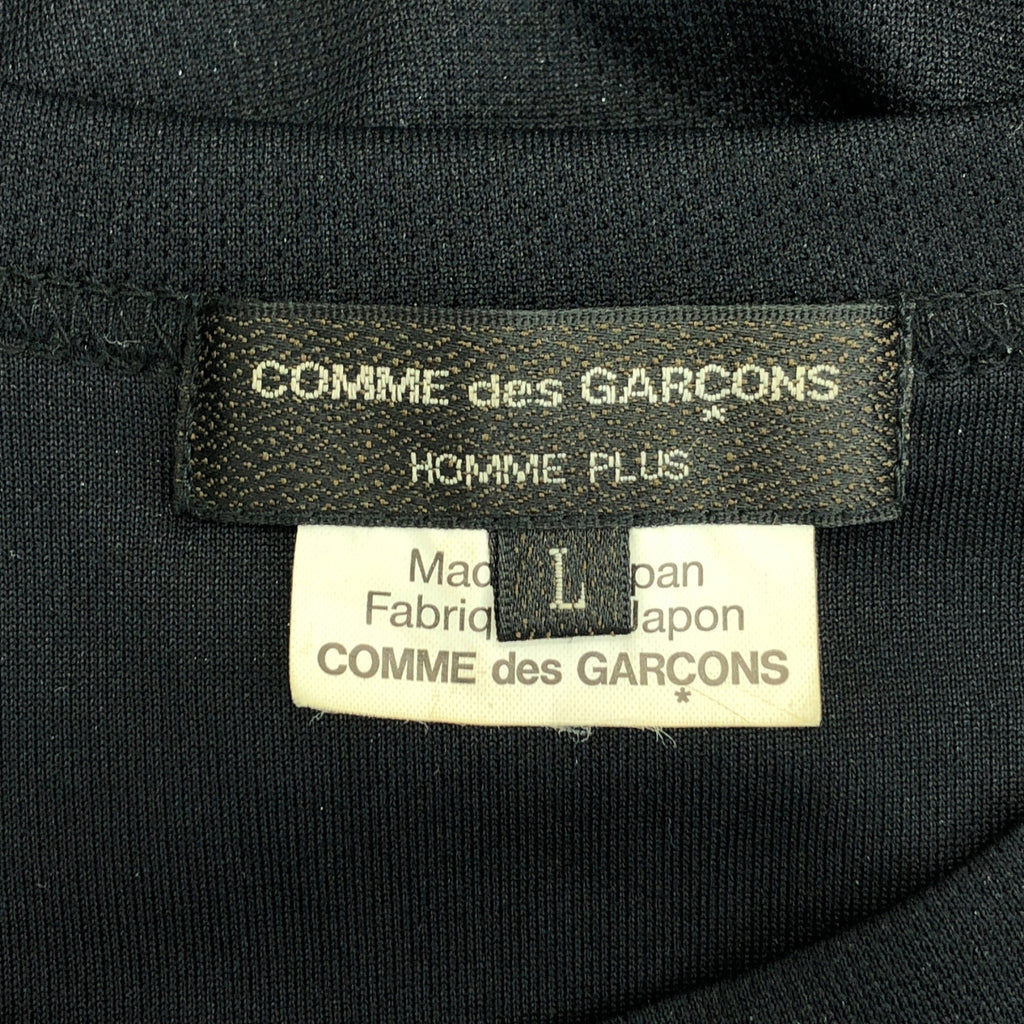 COMME des GARÇONS
HOMME PLUS
L
Mad pan
Fabriq Japon
COMME des GARÇONS
*